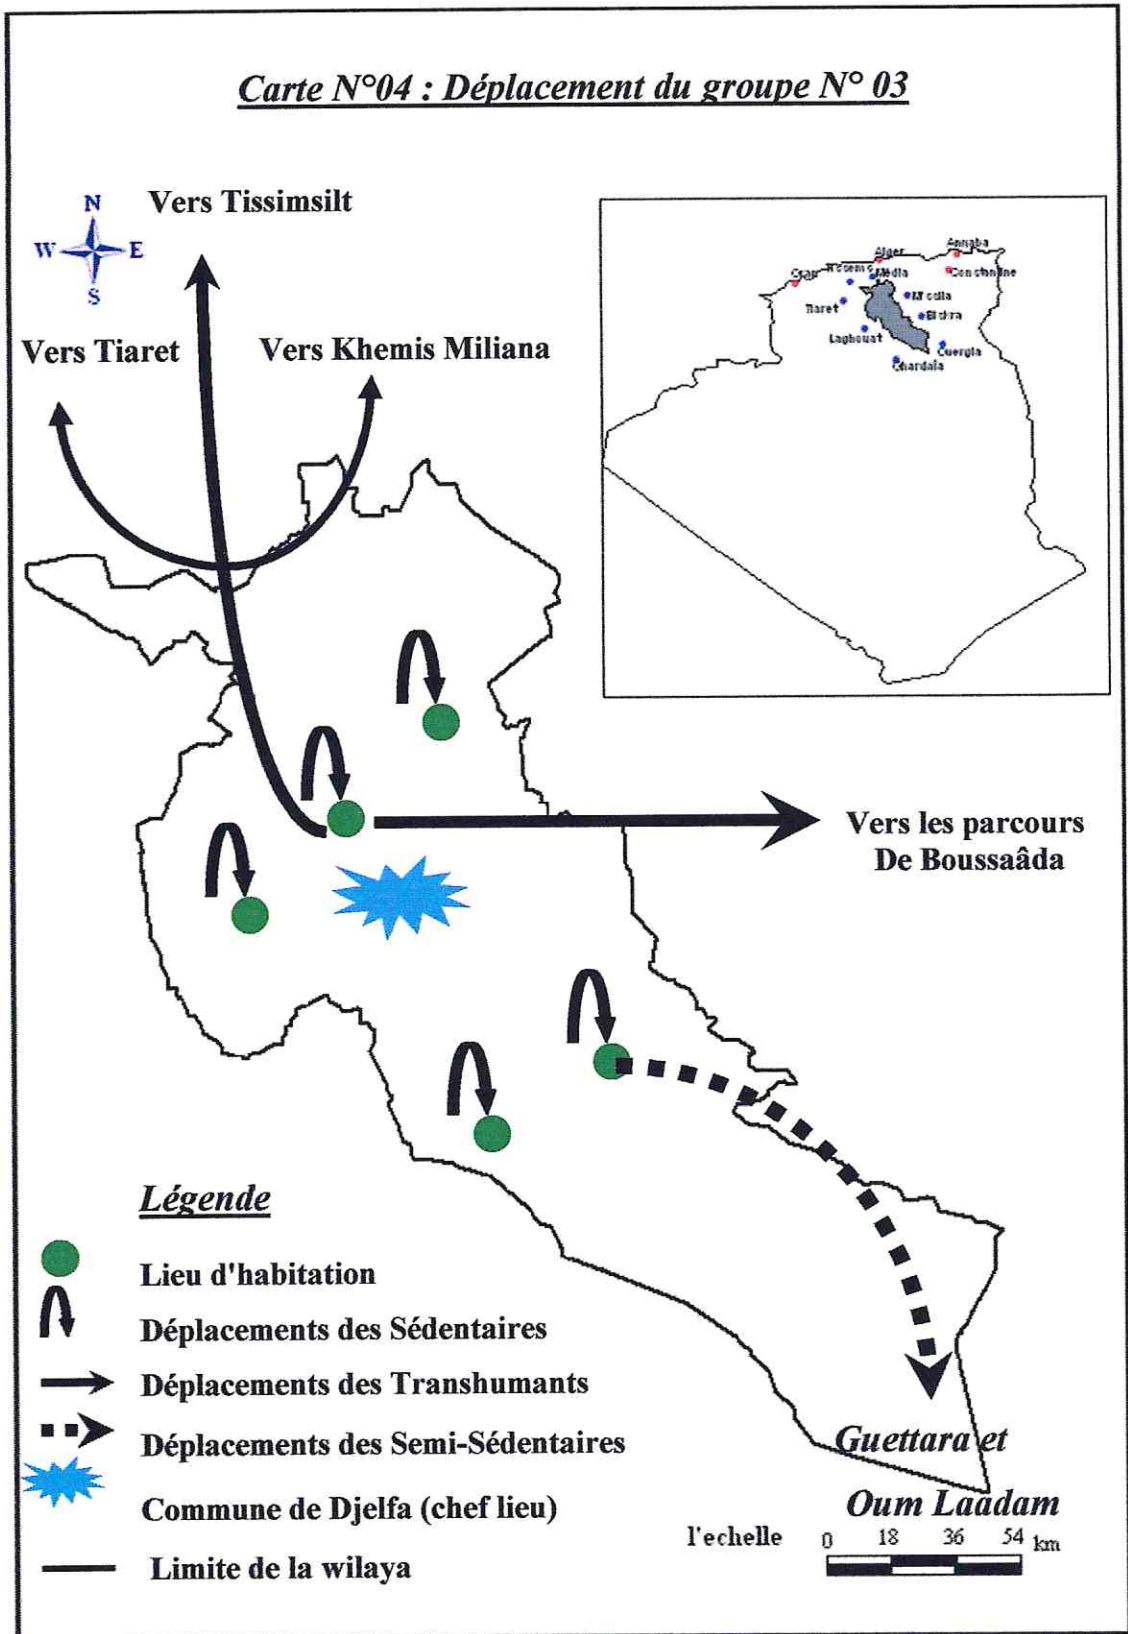 Carte N°04 : Déplacement du groupe N° 03
N
W E
S
Vers Tissimsilt
Vers Tiaret
Vers Khemis Miliana
Alger
Annaba
Oran
Média
Constantine
Tiaret
M'sila
Biskra
Laghouat
Ouergla
Ghardaïa
Vers les parcours
De Boussaâda
Légende
Lieu d'habitation
Déplacements des Sédentaires
Déplacements des Transhumants
Déplacements des Semi-Sédentaires
Commune de Djelfa (chef lieu)
Limite de la wilaya
Guettara et
Oum Laadam
l'echelle 0 18 36 54 km